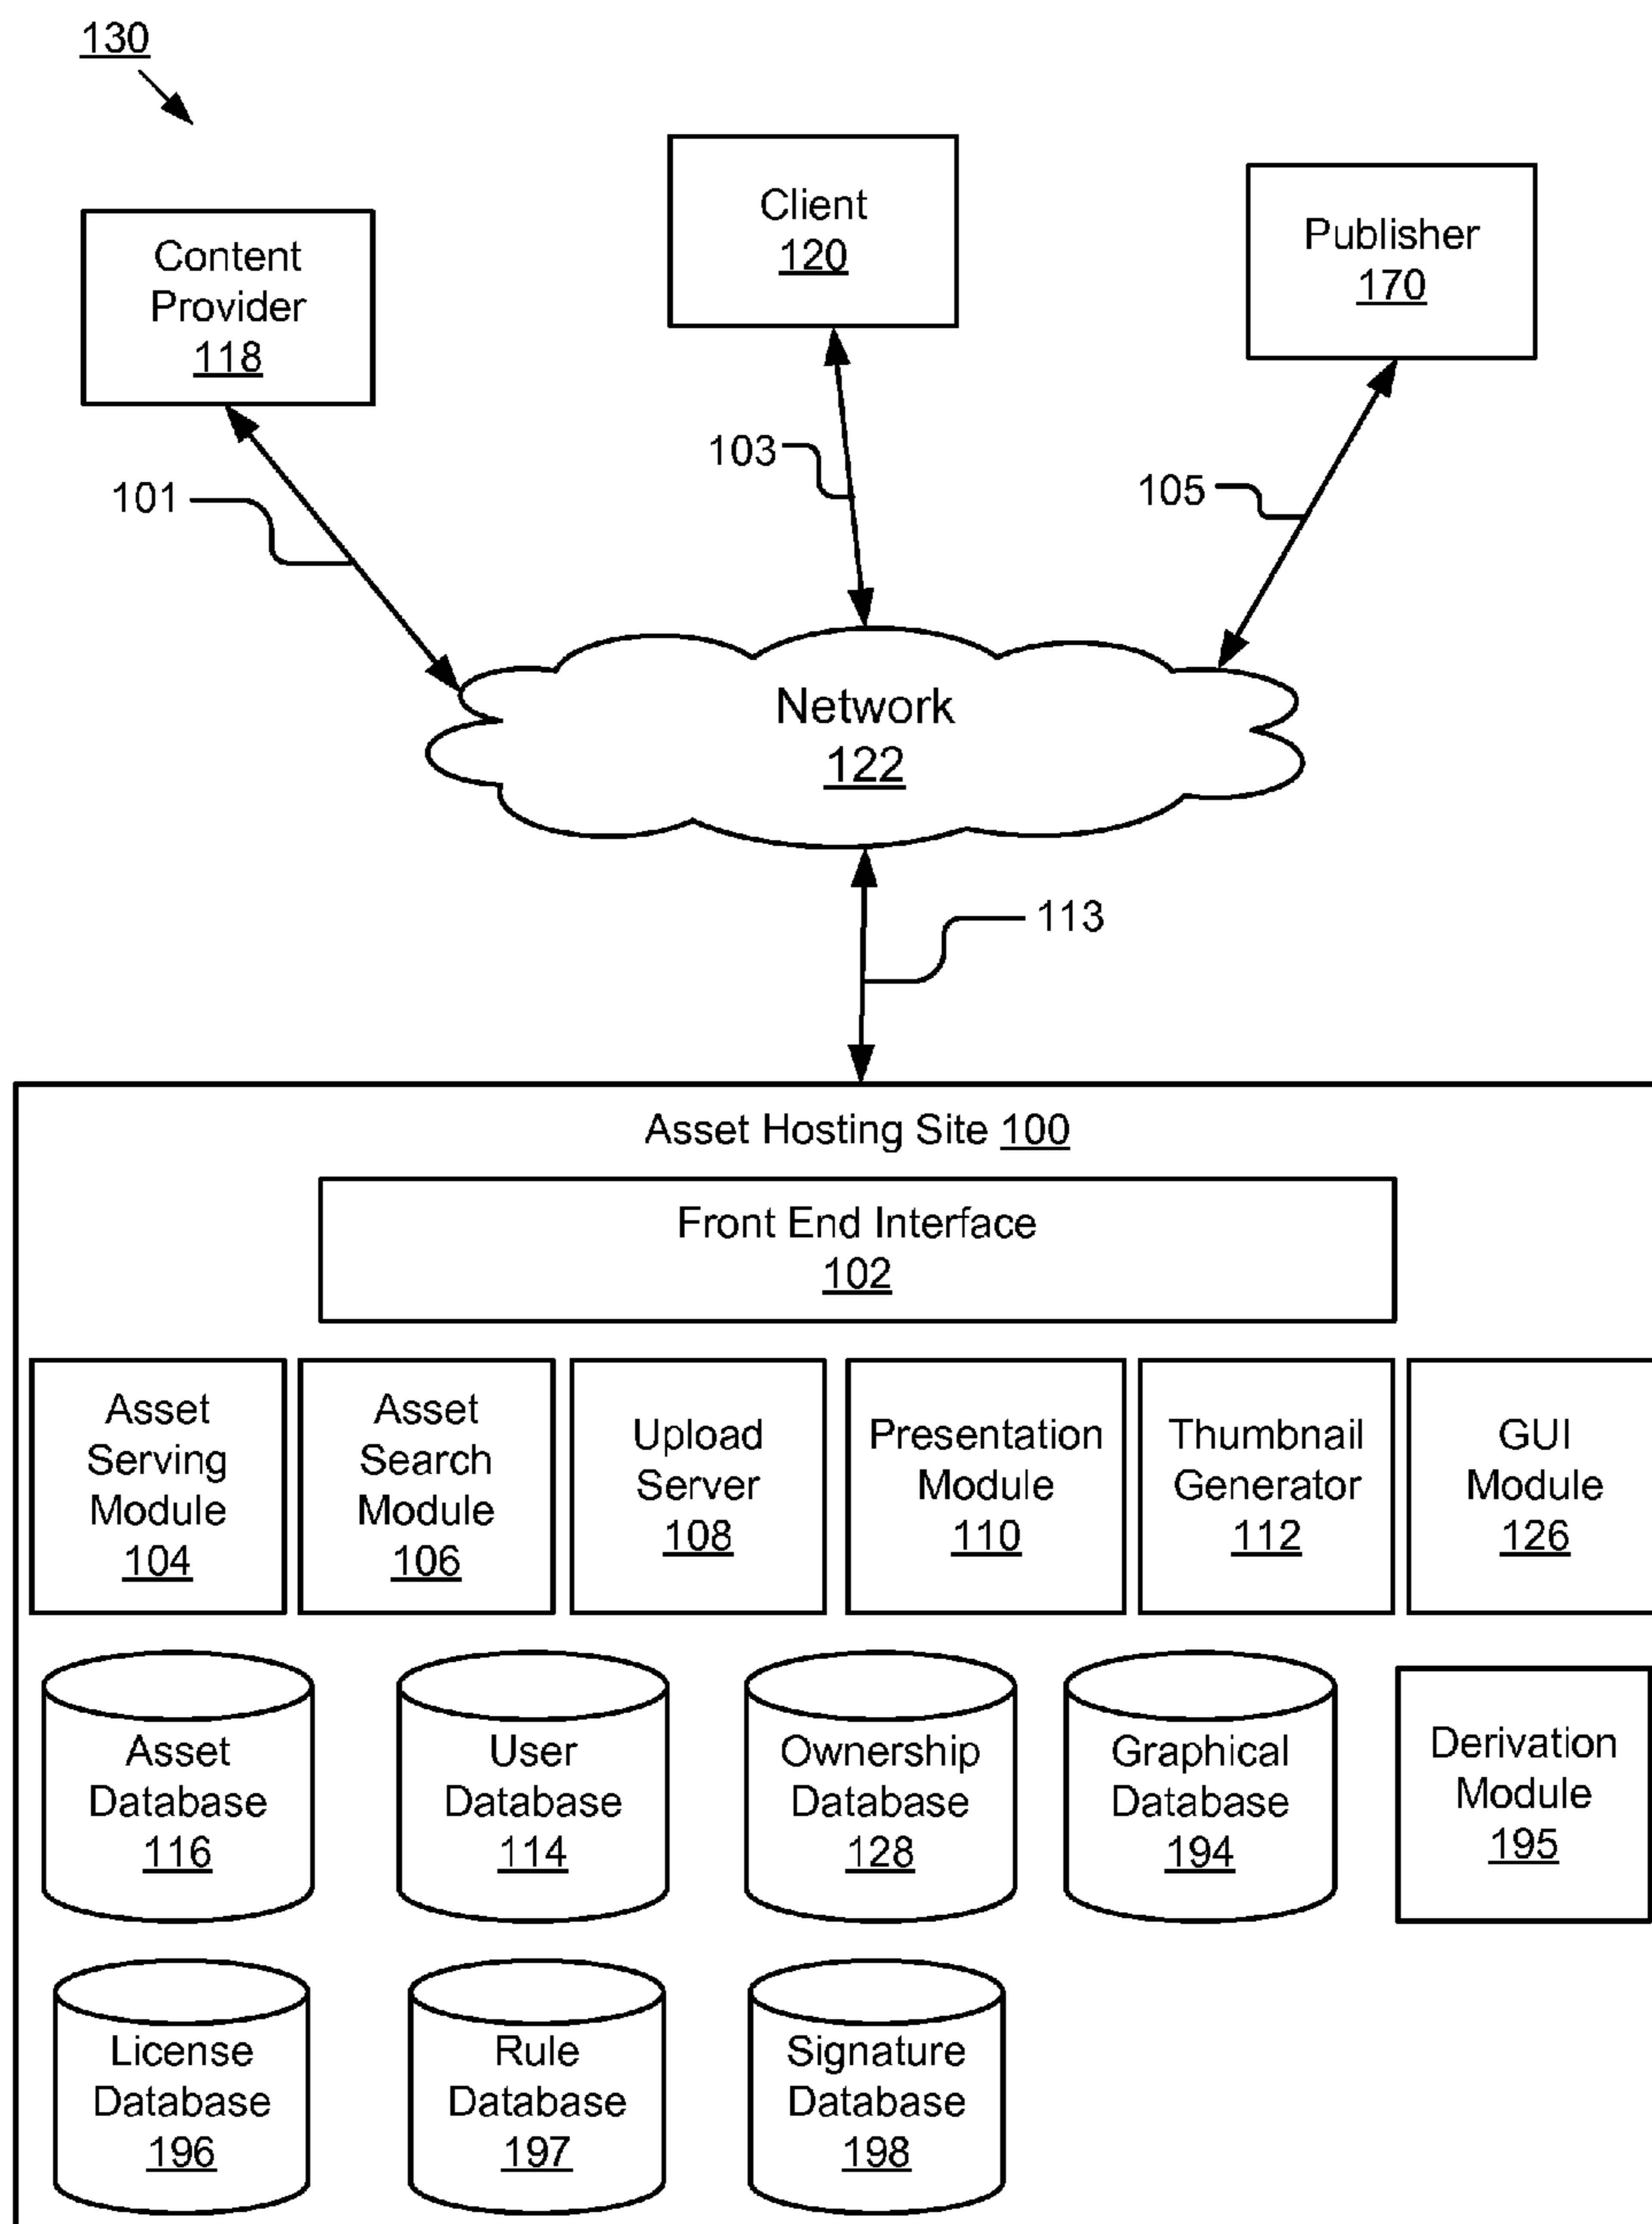 130
Content
Provider
118
Client
120
Publisher
170
101
103
105
Network
122
113
Asset Hosting Site 100
Front End Interface
102
Asset
Serving
Module
104
Asset
Search
Module
106
Upload
Server
108
Presentation
Module
110
Thumbnail
Generator
112
GUI
Module
126
Asset
Database
116
User
Database
114
Ownership
Database
128
Graphical
Database
194
Derivation
Module
195
License
Database
196
Rule
Database
197
Signature
Database
198